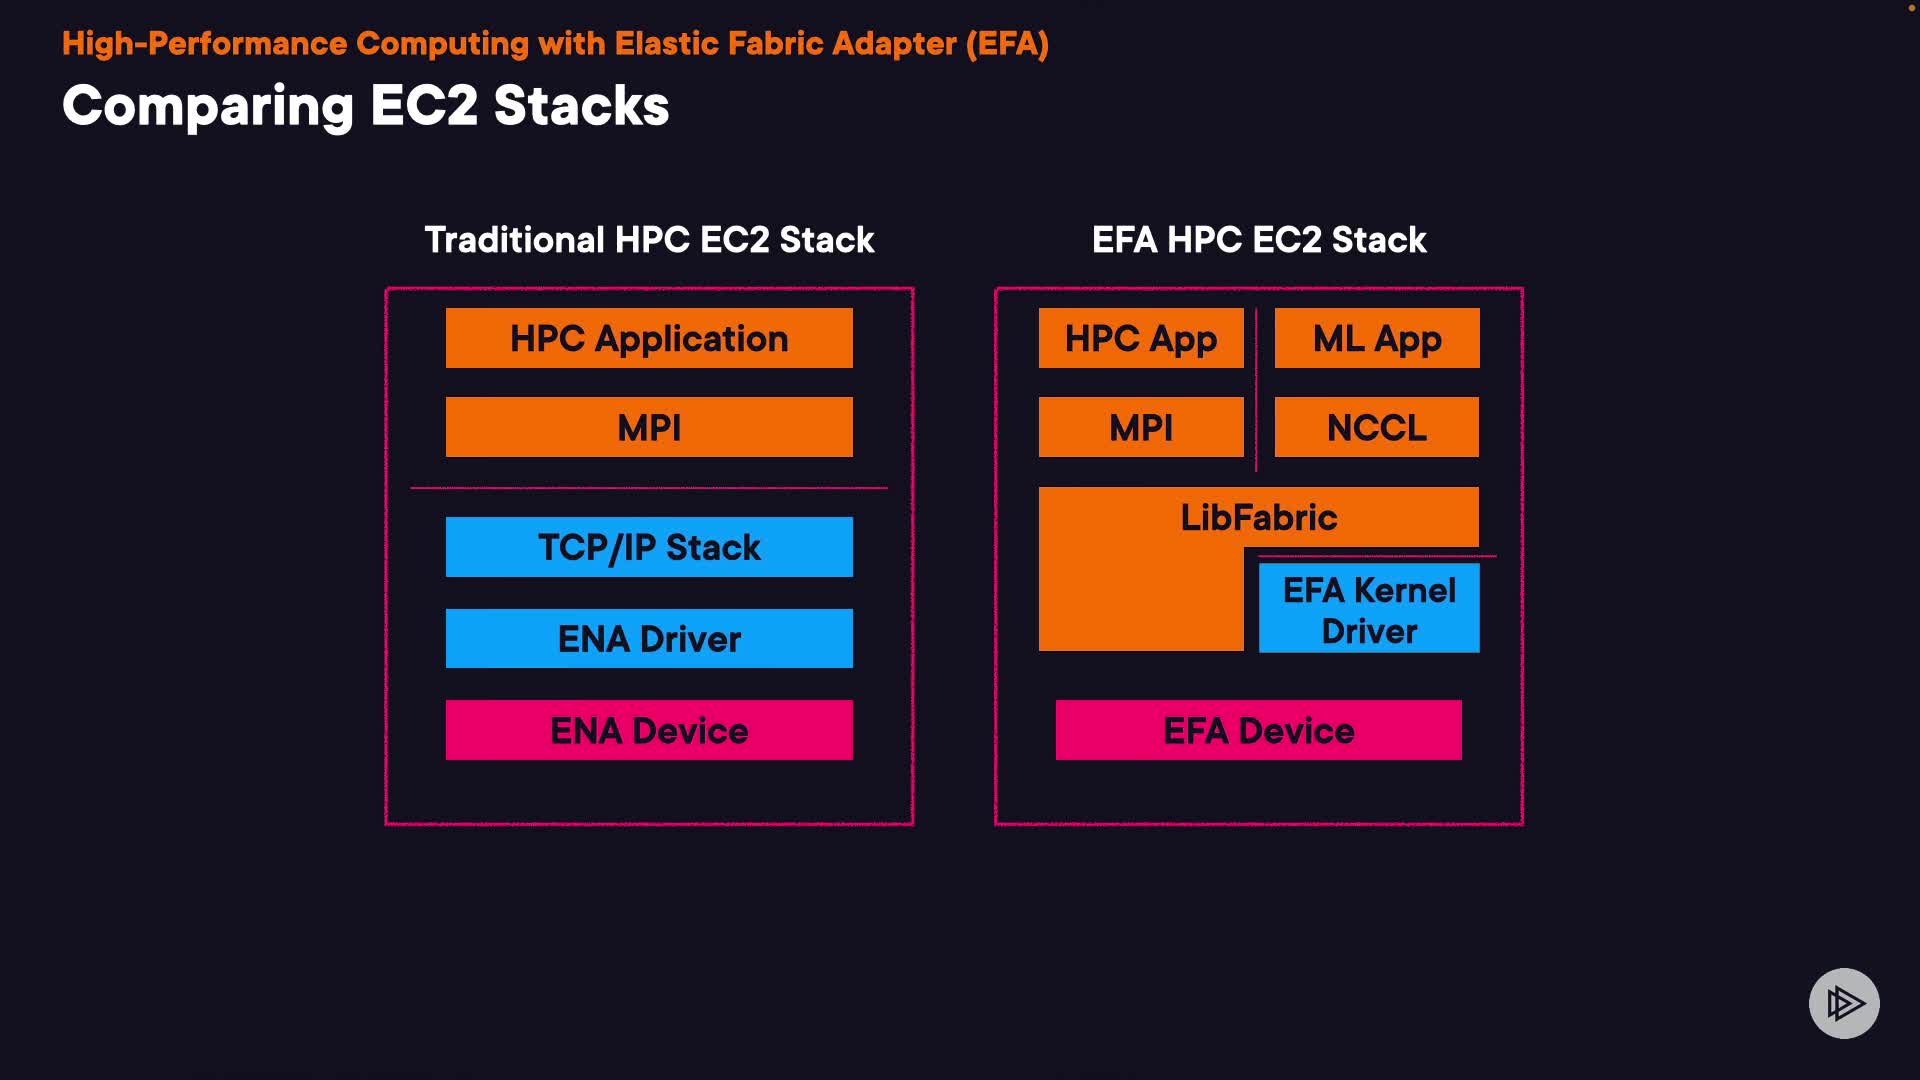 High-Performance Computing with Elastic Fabric Adapter (EFA)
Comparing EC2 Stacks
Traditional HPC EC2 Stack
HPC Application
MPI
TCP/IP Stack
ENA Driver
ENA Device
EFA HPC EC2 Stack
HPC App
ML App
MPI
NCCL
LibFabric
EFA Kernel
Driver
EFA Device